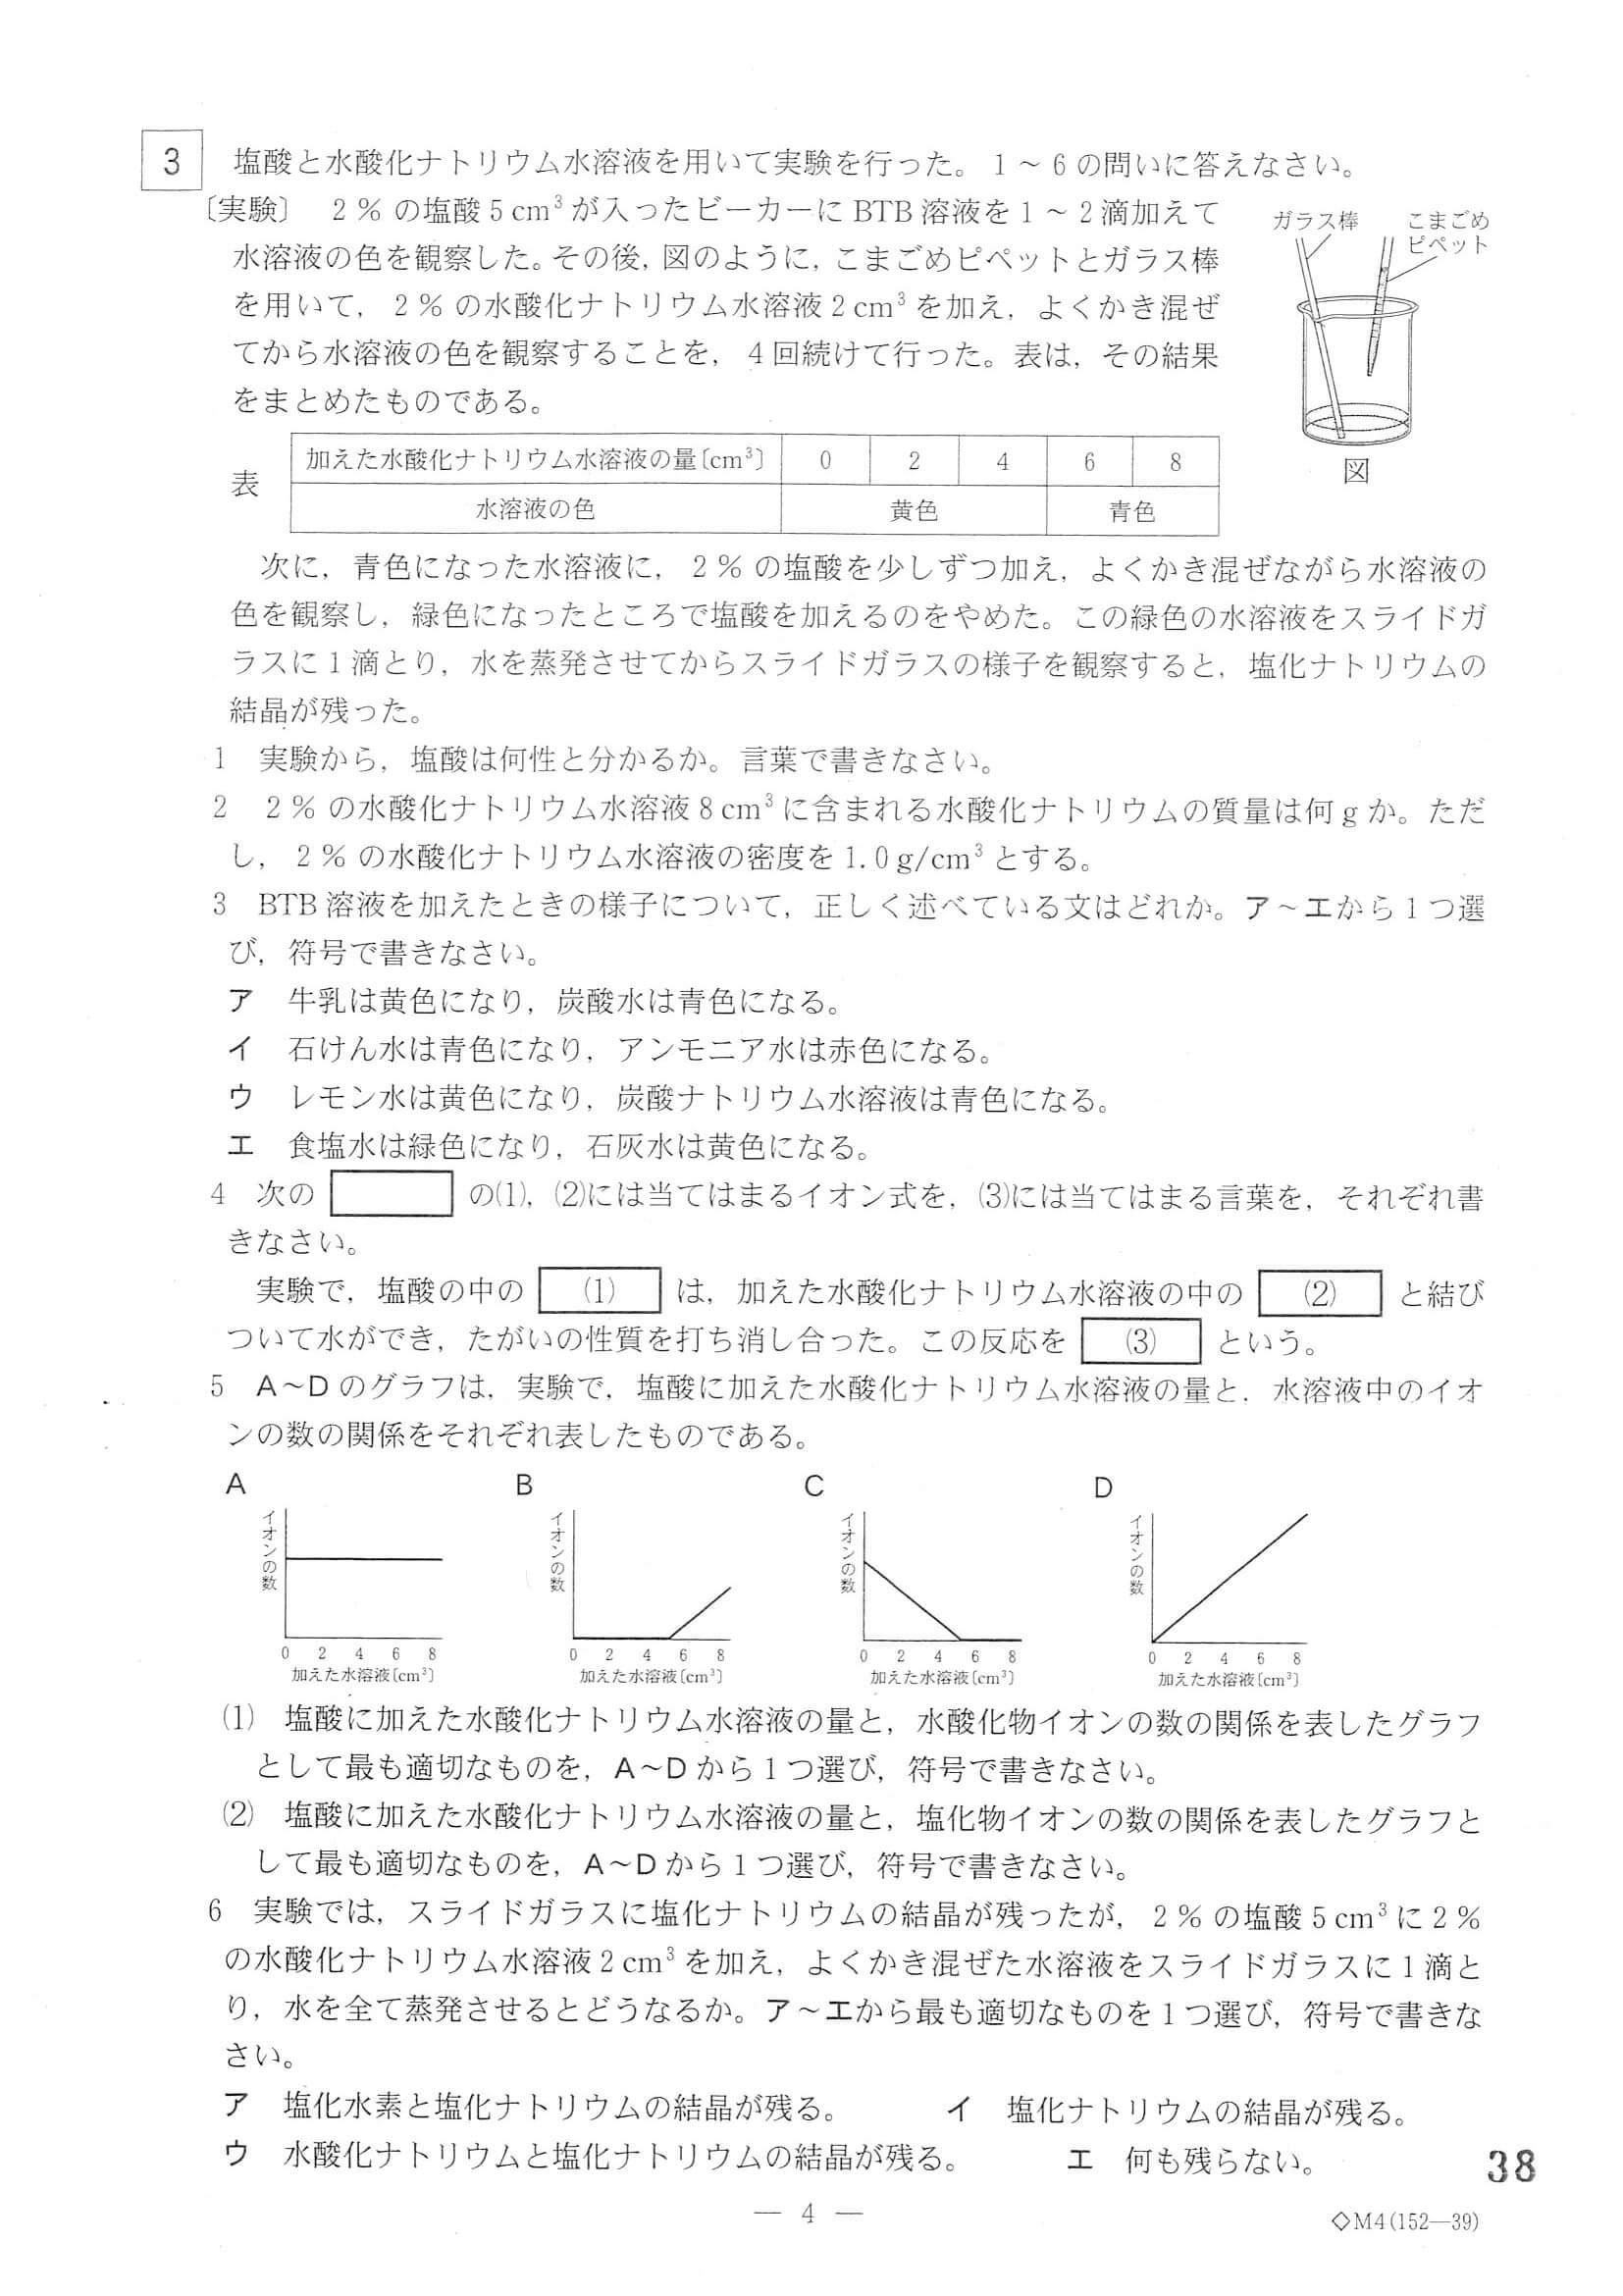 3 塩酸と水酸化ナトリウム水溶液を用いて実験を行った。1～6の問いに答えなさい。
〔実験〕 2％の塩酸5cm³が入ったビーカーにBTB溶液を1～2滴加えて
水溶液の色を観察した。その後，図のように，こまごめピペットとガラス棒
を用いて，2％の水酸化ナトリウム水溶液2cm³を加え，よくかき混ぜ
てから水溶液の色を観察することを，4回続けて行った。表は，その結果
をまとめたものである。
ガラス棒 こまごめ
ピペット
図
表
加えた水酸化ナトリウム水溶液の量〔cm³〕 0 2 4 6 8
水溶液の色 黄色 青色
次に，青色になった水溶液に，2％の塩酸を少しずつ加え，よくかき混ぜながら水溶液の
色を観察し，緑色になったところで塩酸を加えるのをやめた。この緑色の水溶液をスライドガ
ラスに1滴とり，水を蒸発させてからスライドガラスの様子を観察すると，塩化ナトリウムの
結晶が残った。
1 実験から，塩酸は何性と分かるか。言葉で書きなさい。
2 2％の水酸化ナトリウム水溶液8cm³に含まれる水酸化ナトリウムの質量は何gか。ただ
し，2％の水酸化ナトリウム水溶液の密度を1.0g/cm³とする。
3 BTB溶液を加えたときの様子について，正しく述べている文はどれか。ア～エから1つ選
び，符号で書きなさい。
ア 牛乳は黄色になり，炭酸水は青色になる。
イ 石けん水は青色になり，アンモニア水は赤色になる。
ウ レモン水は黄色になり，炭酸ナトリウム水溶液は青色になる。
エ 食塩水は緑色になり，石灰水は黄色になる。
4 次の の⑴，⑵には当てはまるイオン式を，⑶には当てはまる言葉を，それぞれ書
きなさい。
実験で，塩酸の中の ⑴ は，加えた水酸化ナトリウム水溶液の中の ⑵ と結び
ついて水ができ，たがいの性質を打ち消し合った。この反応を ⑶ という。
5 A～Dのグラフは，実験で，塩酸に加えた水酸化ナトリウム水溶液の量と，水溶液中のイオ
ンの数の関係をそれぞれ表したものである。
A B C D
イオンの数 イオンの数 イオンの数 イオンの数
0 2 4 6 8 0 2 4 6 8 0 2 4 6 8 0 2 4 6 8
加えた水溶液〔cm³〕 加えた水溶液〔cm³〕 加えた水溶液〔cm³〕 加えた水溶液〔cm³〕
⑴ 塩酸に加えた水酸化ナトリウム水溶液の量と，水酸化物イオンの数の関係を表したグラフ
として最も適切なものを，A～Dから1つ選び，符号で書きなさい。
⑵ 塩酸に加えた水酸化ナトリウム水溶液の量と，塩化物イオンの数の関係を表したグラフと
して最も適切なものを，A～Dから1つ選び，符号で書きなさい。
6 実験では，スライドガラスに塩化ナトリウムの結晶が残ったが，2％の塩酸5cm³に2％
の水酸化ナトリウム水溶液2cm³を加え，よくかき混ぜた水溶液をスライドガラスに1滴と
り，水を全て蒸発させるとどうなるか。ア～エから最も適切なものを1つ選び，符号で書きな
さい。
ア 塩化水素と塩化ナトリウムの結晶が残る。 イ 塩化ナトリウムの結晶が残る。
ウ 水酸化ナトリウムと塩化ナトリウムの結晶が残る。 エ 何も残らない。
38
— 4 —
◇M4(152—39)